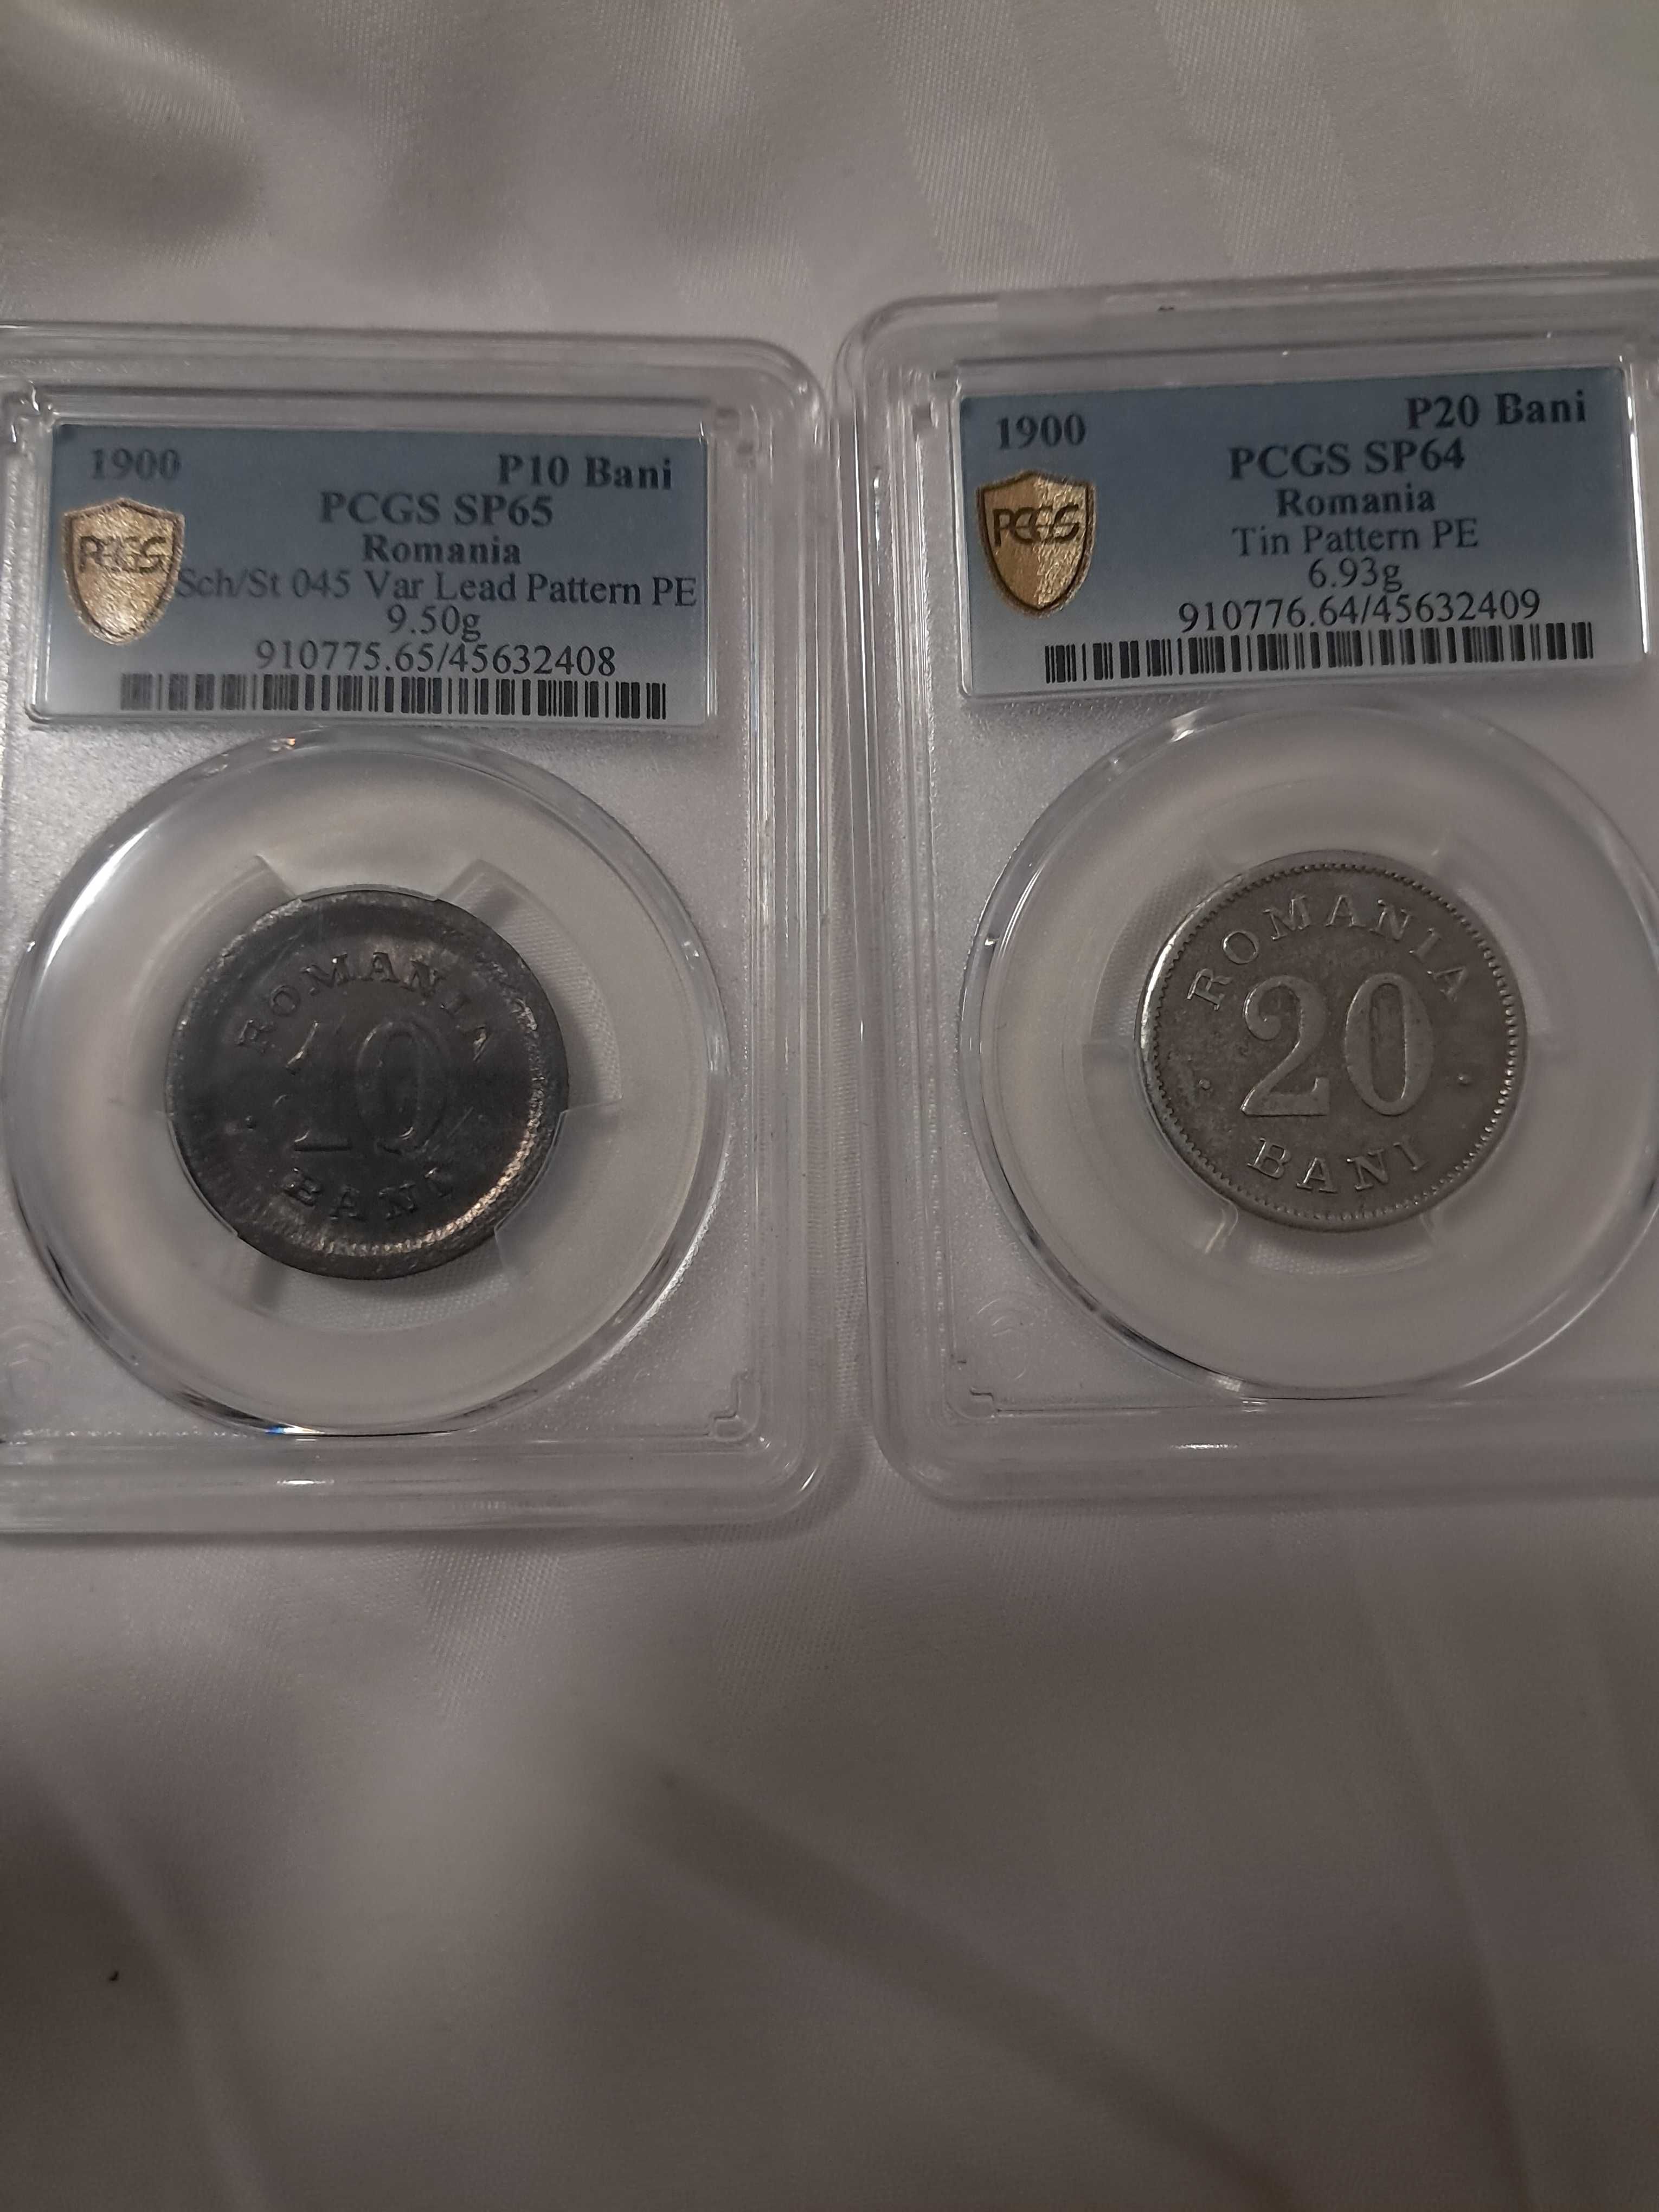 1900 P10 Bani
PCGS SP65
Romania
PCGS
Sch/St 045 Var Lead Pattern PE
9.50g
910775.65/45632408
ROMANIA
10
BANI
1900 P20 Bani
PCGS SP64
Romania
PCGS
Tin Pattern PE
6.93g
910776.64/45632409
ROMANIA
20
BANI